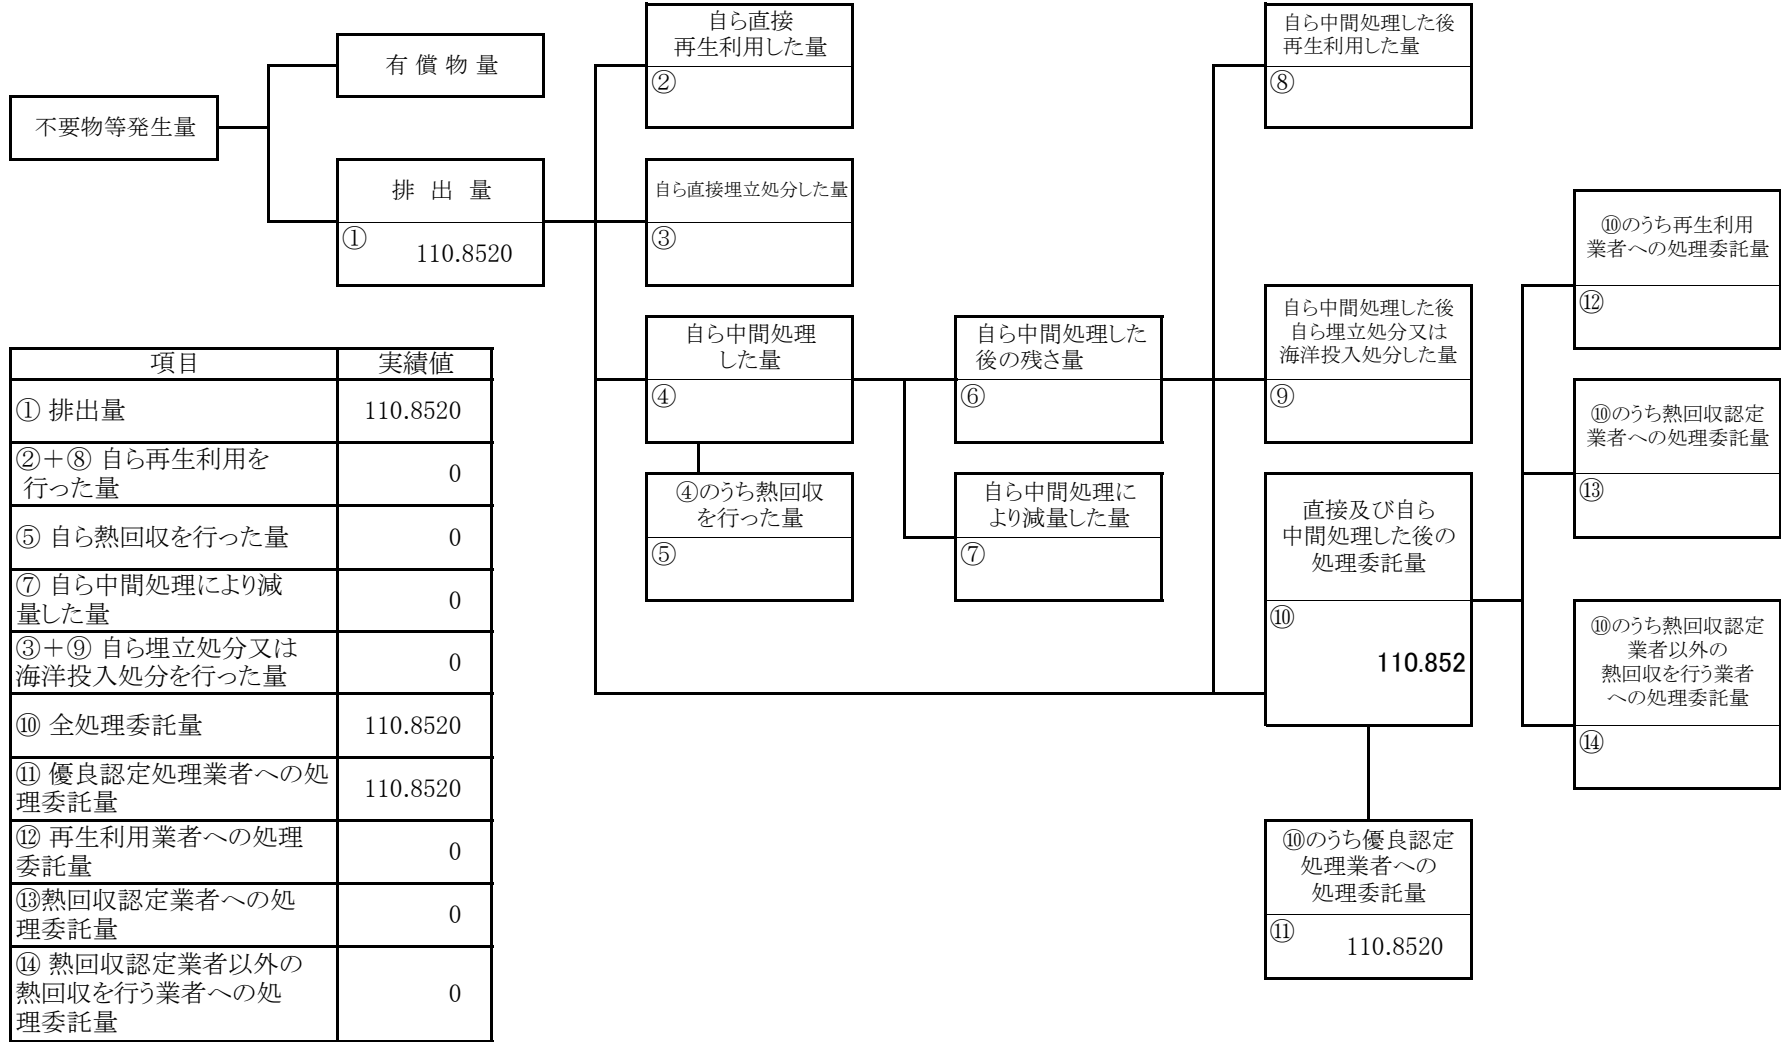 不要物等発生量
有 償 物 量
排 出 量
①
110.8520
自ら直接
再生利用した量
②
自ら直接埋立処分した量
③
自ら中間処理
した量
④
④のうち熱回収
を行った量
⑤
自ら中間処理した
後の残さ量
⑥
自ら中間処理に
より減量した量
⑦
自ら中間処理した後
再生利用した量
⑧
自ら中間処理した後
自ら埋立処分又は
海洋投入処分した量
⑨
直接及び自ら
中間処理した後の
処理委託量
⑩
110.852
⑩のうち優良認定
処理業者への
処理委託量
⑪
110.8520
⑩のうち再生利用
業者への処理委託量
⑫
⑩のうち熱回収認定
業者への処理委託量
⑬
⑩のうち熱回収認定
業者以外の
熱回収を行う業者
への処理委託量
⑭
項目 実績値
① 排出量 110.8520
②＋⑧ 自ら再生利用を
行った量 0
⑤ 自ら熱回収を行った量 0
⑦ 自ら中間処理により減
量した量 0
③＋⑨ 自ら埋立処分又は
海洋投入処分を行った量 0
⑩ 全処理委託量 110.8520
⑪ 優良認定処理業者への処
理委託量 110.8520
⑫ 再生利用業者への処理
委託量 0
⑬熱回収認定業者への処
理委託量 0
⑭ 熱回収認定業者以外の
熱回収を行う業者への処
理委託量 0